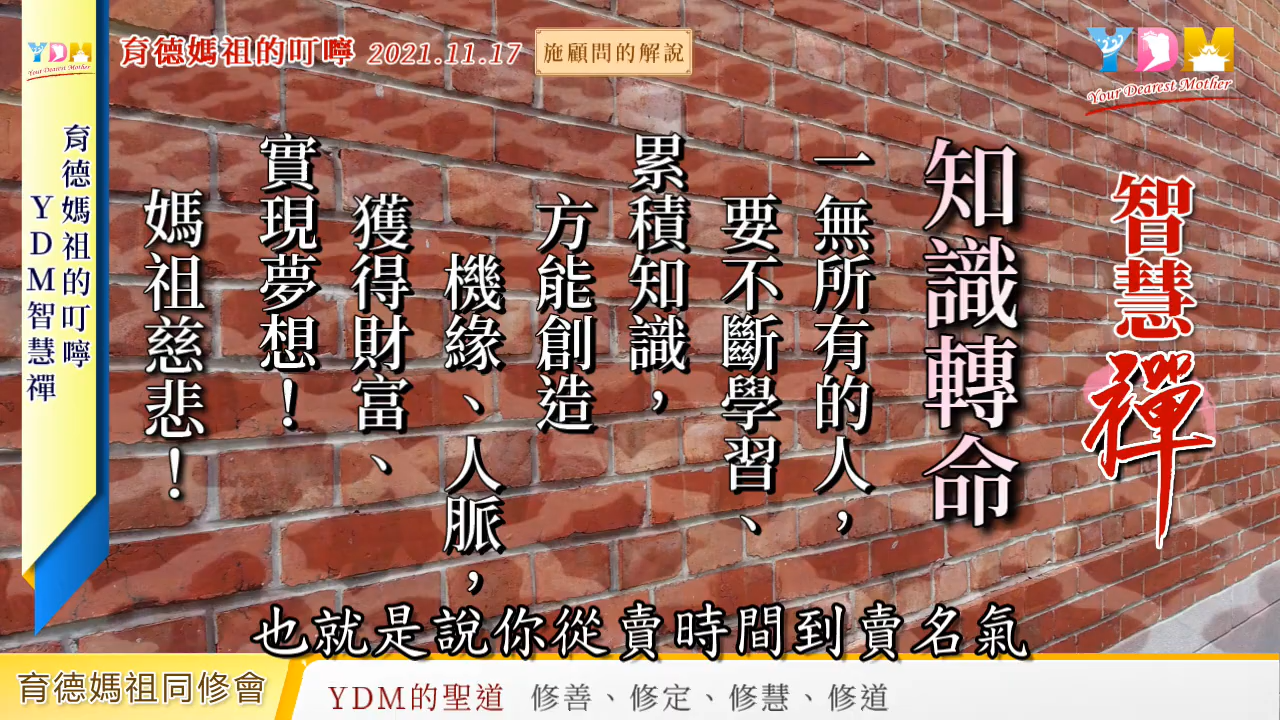 YDM
Your Dearest Mother
育德媽祖的叮嚀
YDM智慧禪
育德媽祖的叮嚀 2021.11.17
施顧問的解說
YDM
Your Dearest Mother
智慧禪
知識轉命
一無所有的人，
要不斷學習、
累積知識，
方能創造
機緣、人脈，
獲得財富、
實現夢想！
媽祖慈悲！
也就是說你從賣時間到賣名氣
育德媽祖同修會
YDM的聖道 修善、修定、修慧、修道